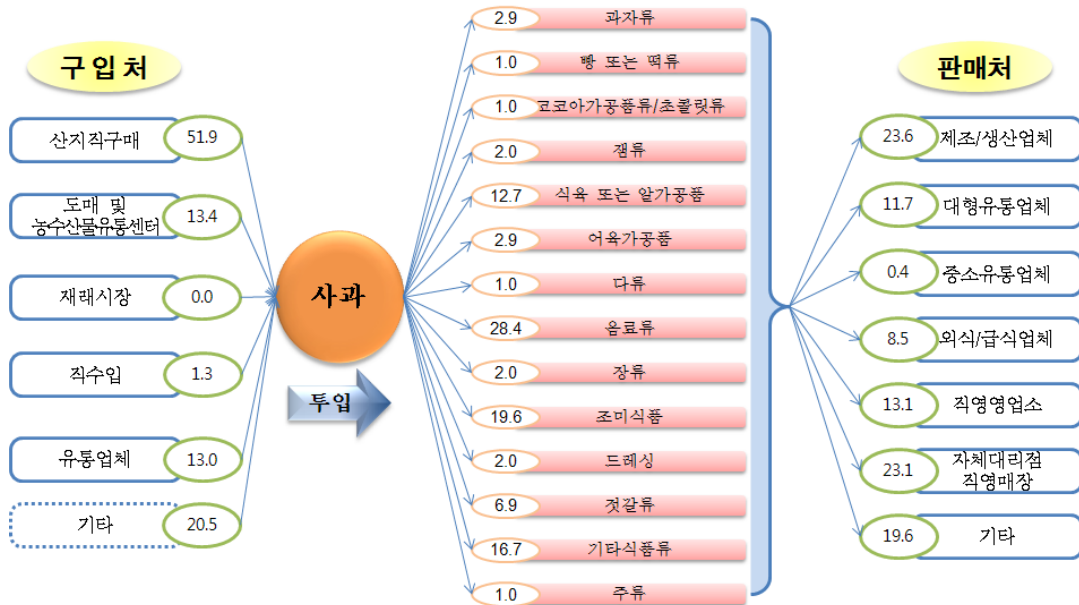 구입처
산지직구매 51.9
도매 및
농수산물유통센터 13.4
재래시장 0.0
직수입 1.3
유통업체 13.0
기타 20.5
사과
투입
2.9 과자류
1.0 빵 또는 떡류
1.0 코코아가공품류/초콜릿류
2.0 잼류
12.7 식육 또는 알가공품
2.9 어육가공품
1.0 다류
28.4 음료류
2.0 장류
19.6 조미식품
2.0 드레싱
6.9 젓갈류
16.7 기타식품류
1.0 주류
판매처
23.6 제조/생산업체
11.7 대형유통업체
0.4 중소유통업체
8.5 외식/급식업체
13.1 직영영업소
23.1 자체대리점
직영매장
19.6 기타